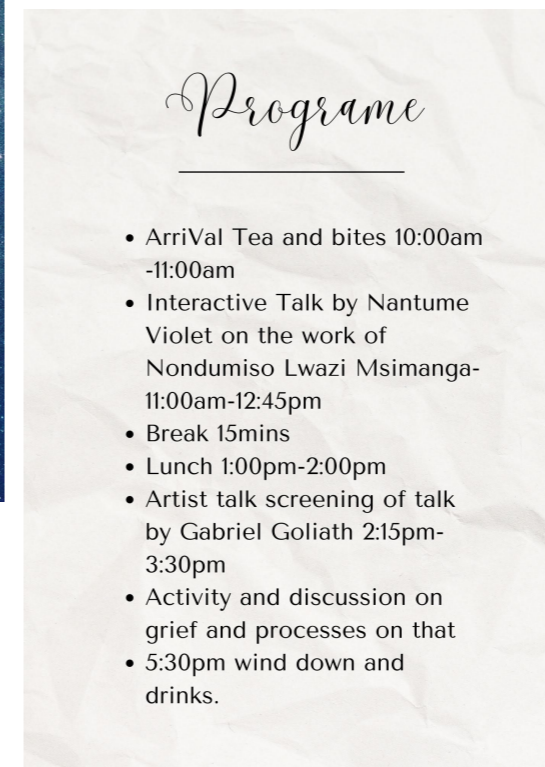 Programe
• ArriVal Tea and bites 10:00am
-11:00am
• Interactive Talk by Nantume
Violet on the work of
Nondumiso Lwazi Msimanga-
11:00am-12:45pm
• Break 15mins
• Lunch 1:00pm-2:00pm
• Artist talk screening of talk
by Gabriel Goliath 2:15pm-
3:30pm
• Activity and discussion on
grief and processes on that
• 5:30pm wind down and
drinks.